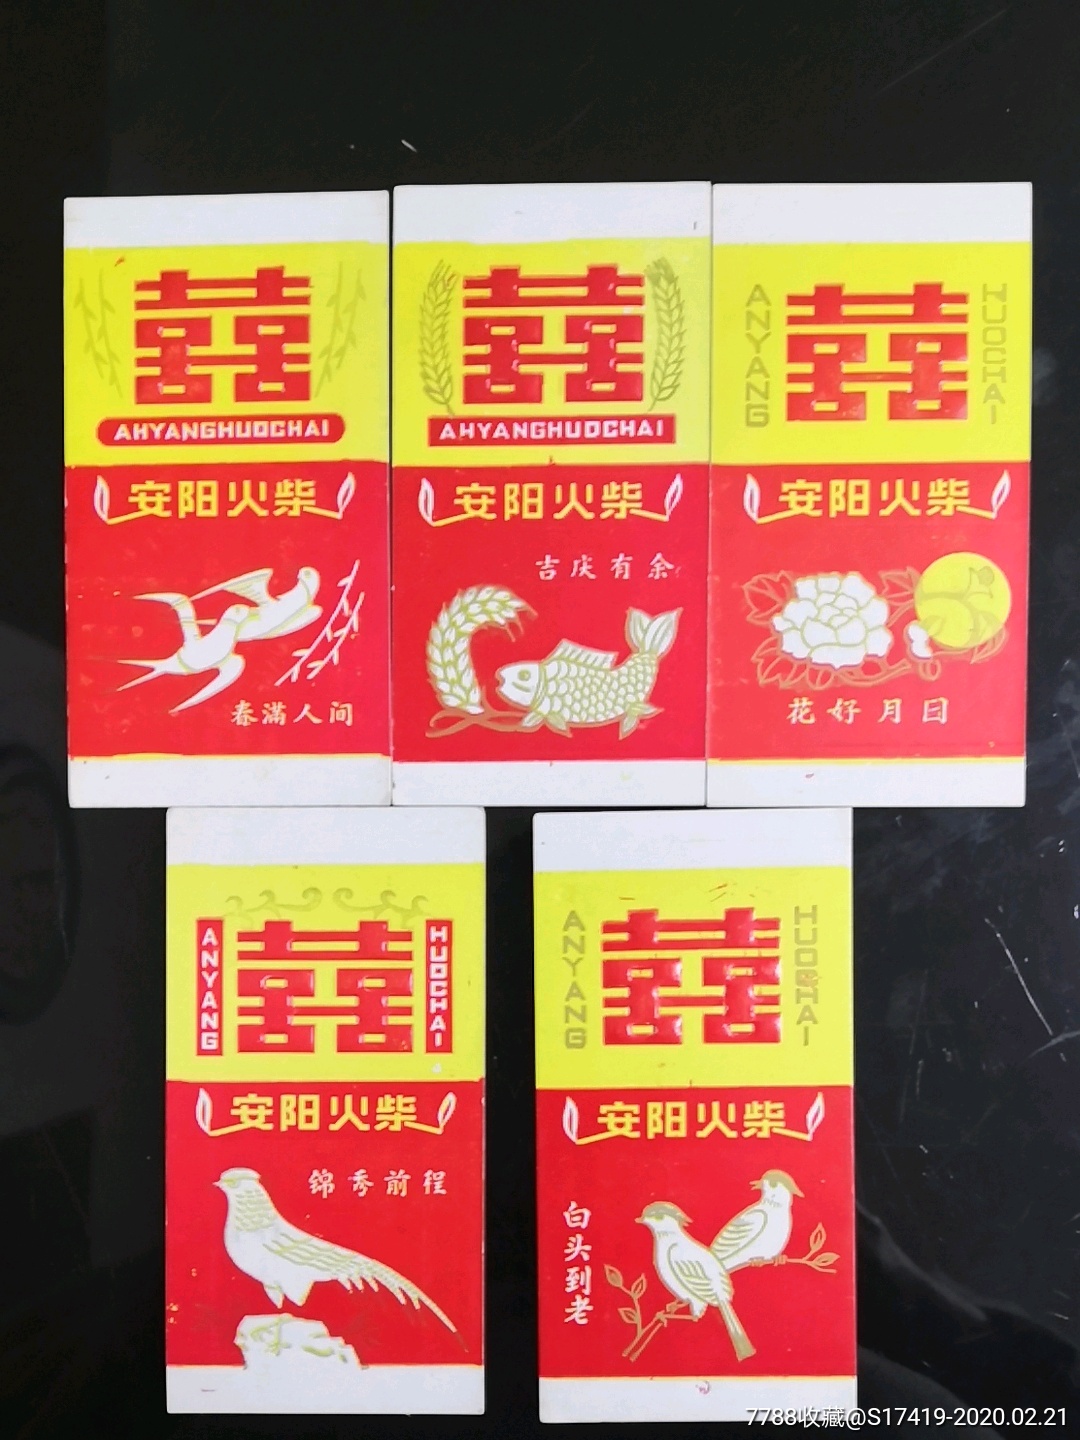 囍
AHYANGHUOCHAI
安阳火柴
春满人间
囍
AHYANGHUOCHAI
安阳火柴
吉庆有余
ANYANG
囍
HUOCHAI
安阳火柴
花好月园
ANYANG
囍
HUOCHAI
安阳火柴
锦秀前程
ANYANG
囍
HUOCHAI
安阳火柴
白头到老
7788收藏@S17419-2020.02.21